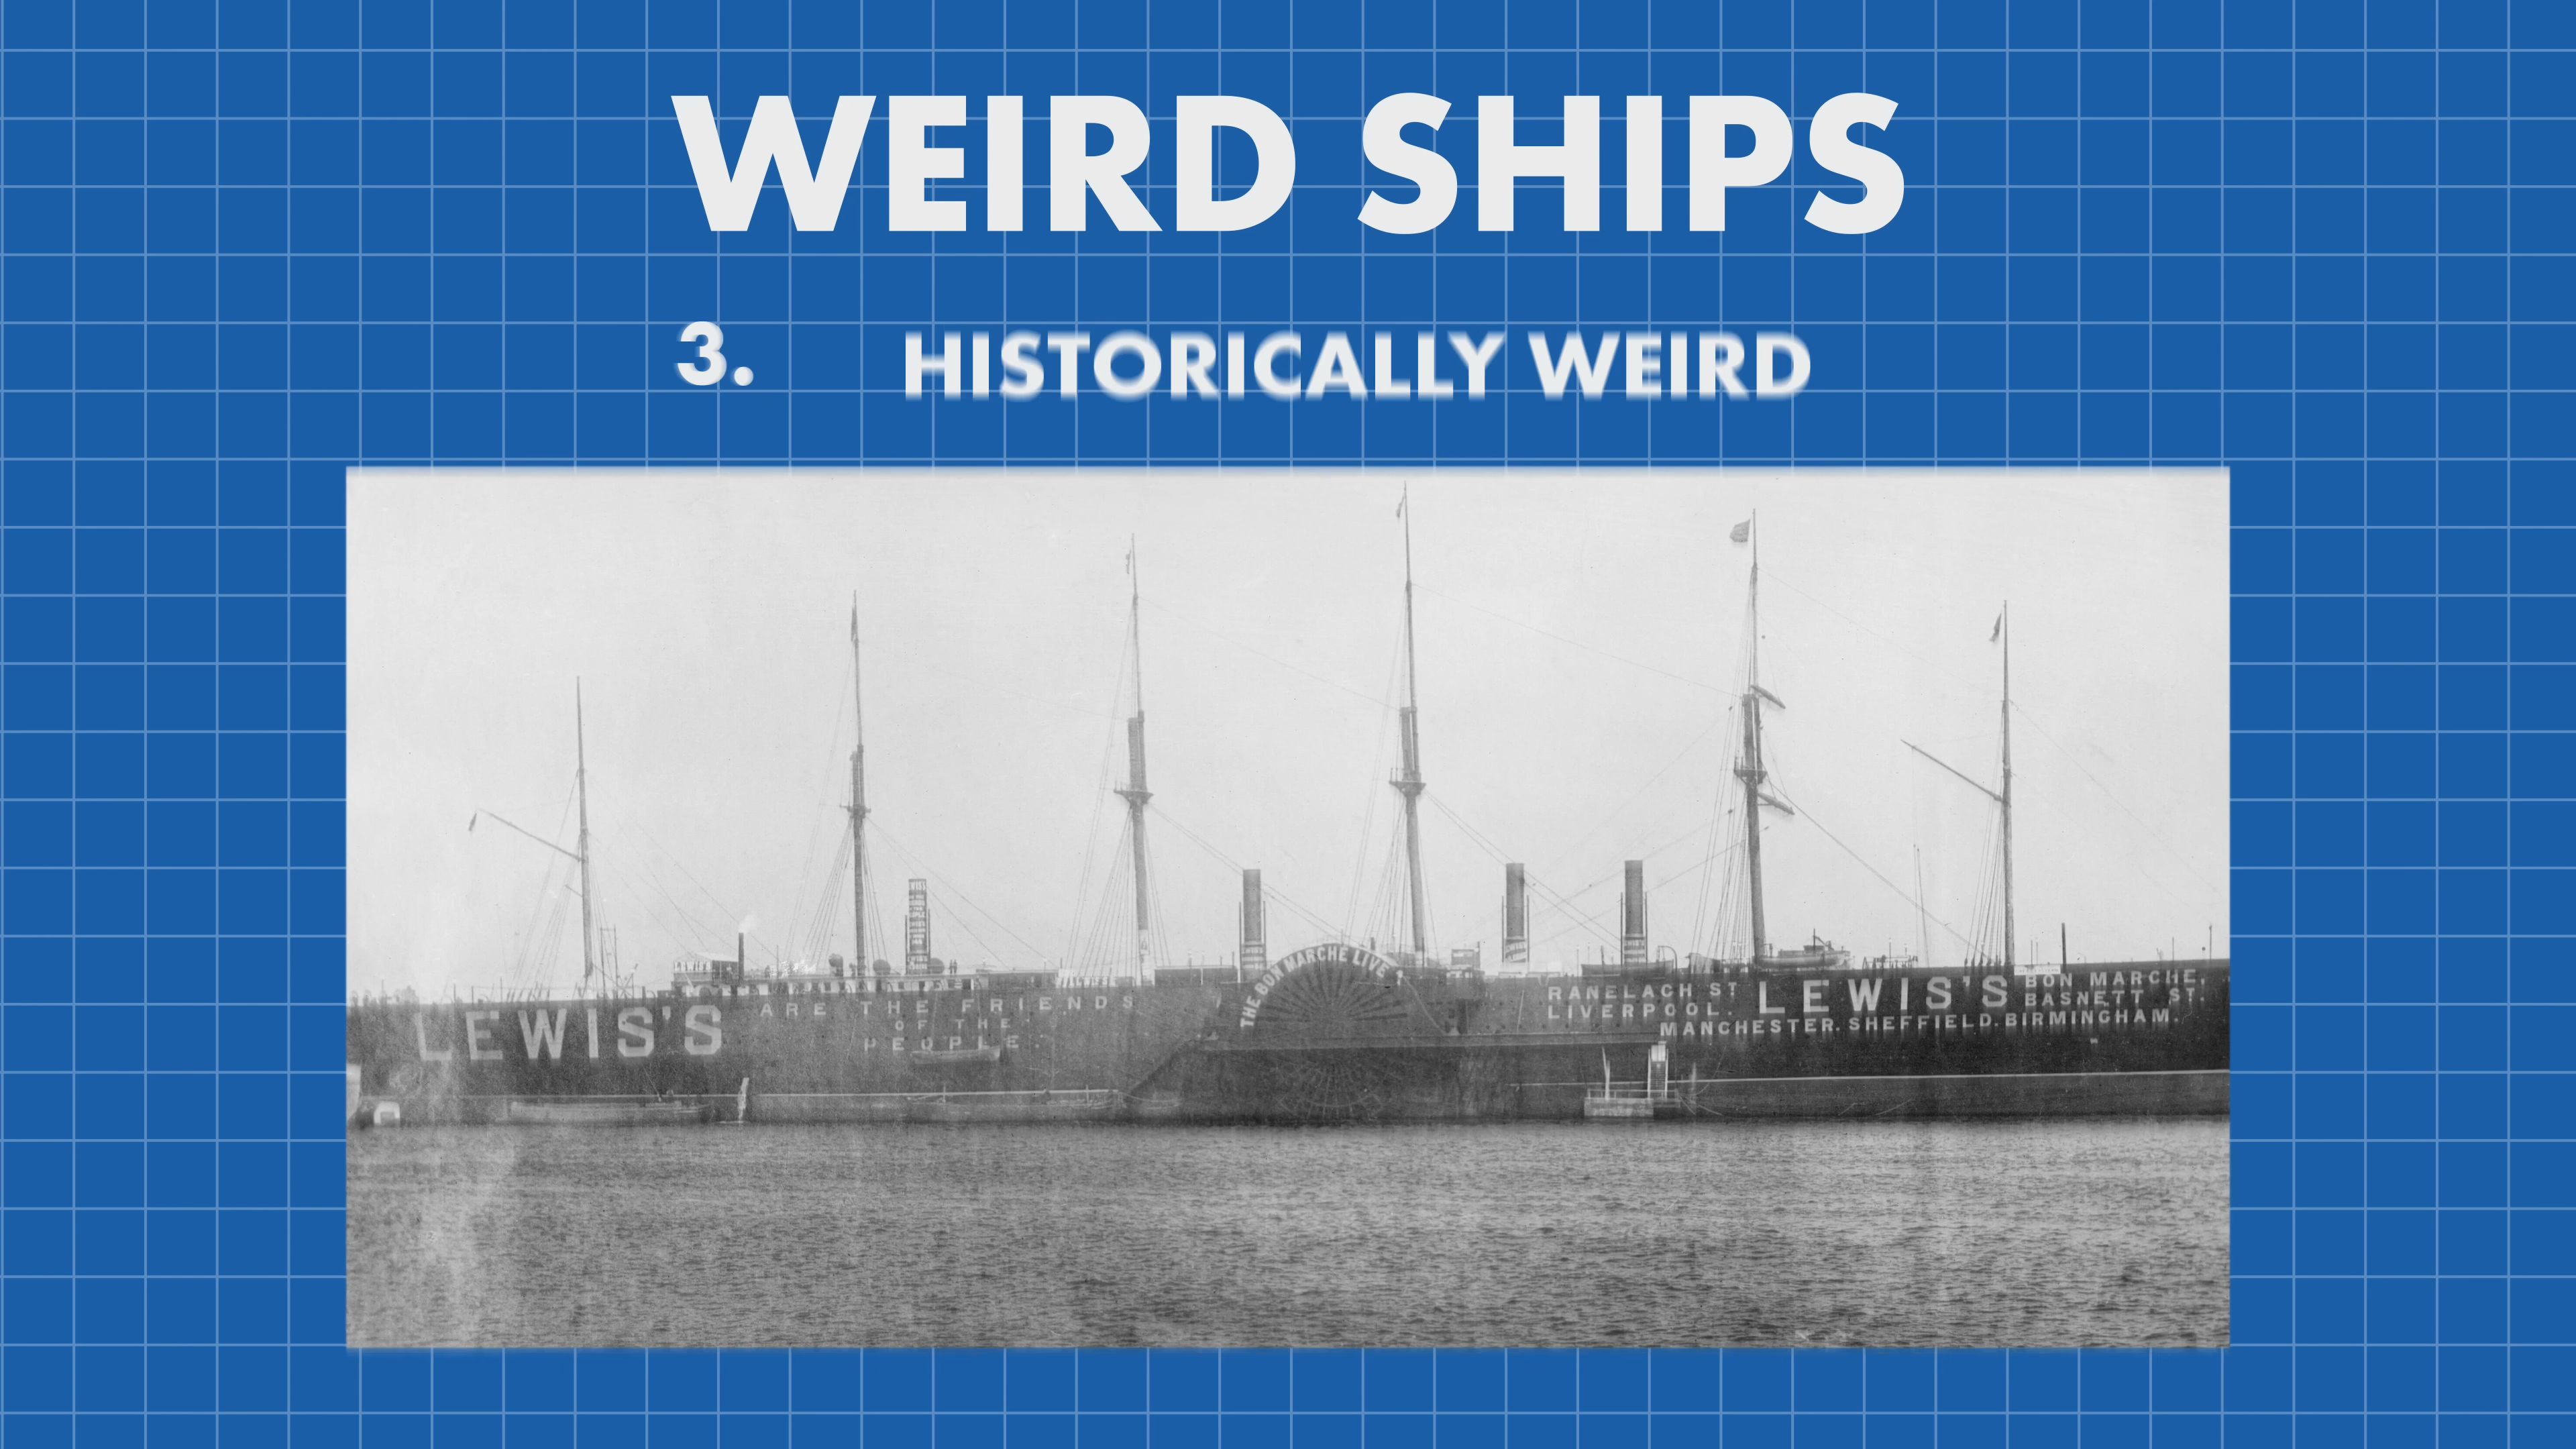 WEIRD SHIPS
3. HISTORICALLY WEIRD
THE BON MARCHE LIVE
LEWIS'S ARE THE FRIENDS
OF THE
PEOPLE.
RANELACH ST
LIVERPOOL.
LEWIS'S
BON MARCHE,
BASNETT ST.
MANCHESTER. SHEFFIELD. BIRMINGHAM.